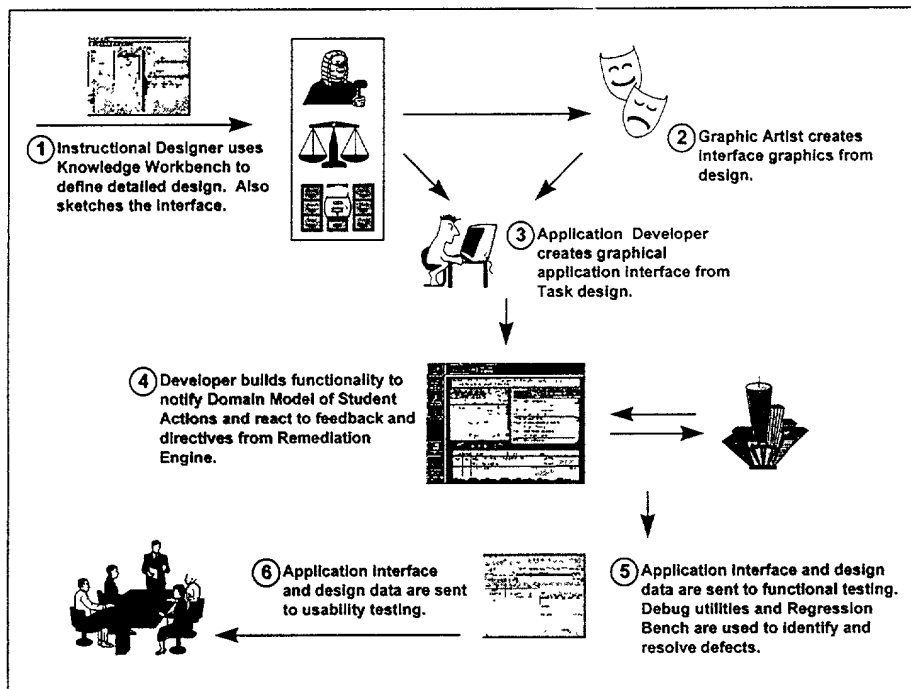 1 Instructional Designer uses
Knowledge Workbench to
define detailed design. Also
sketches the interface.
2 Graphic Artist creates
interface graphics from
design.
3 Application Developer
creates graphical
application interface from
Task design.
4 Developer builds functionality to
notify Domain Model of Student
Actions and react to feedback and
directives from Remediation
Engine.
5 Application interface and design
data are sent to functional testing.
Debug utilities and Regression
Bench are used to identify and
resolve defects.
6 Application Interface
and design data are sent
to usability testing.